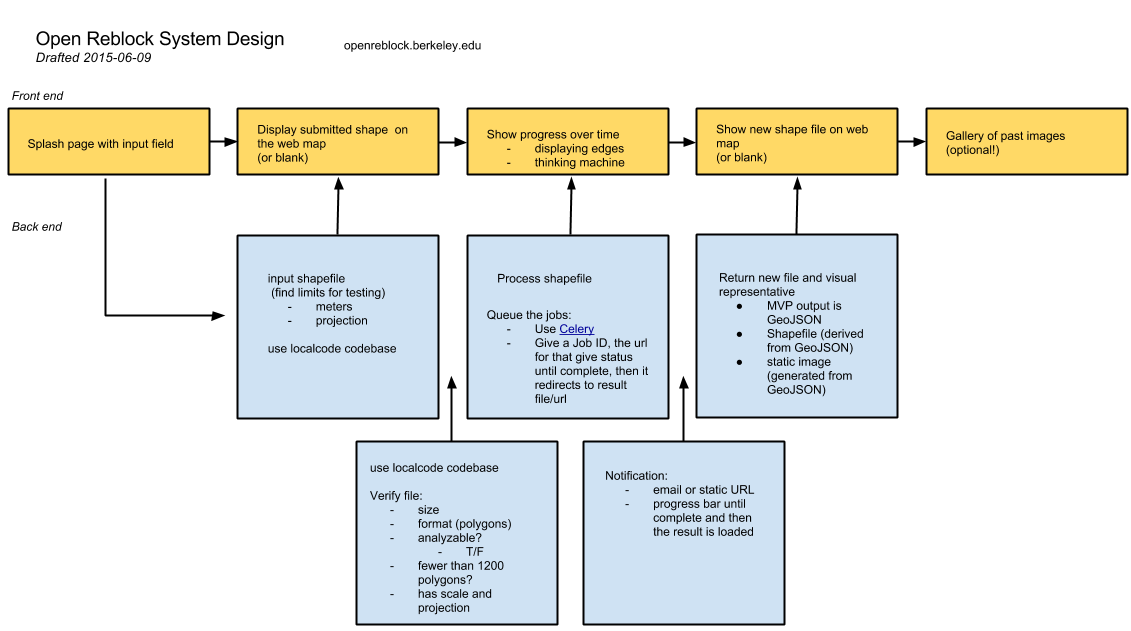 Open Reblock System Design
openreblock.berkeley.edu
Drafted 2015-06-09
Front end
Splash page with input field
Display submitted shape on
the web map
(or blank)
Show progress over time
- displaying edges
- thinking machine
Show new shape file on web
map
(or blank)
Gallery of past images
(optional!)
Back end
input shapefile
(find limits for testing)
- meters
- projection
use localcode codebase
Process shapefile
Queue the jobs:
- Use Celery
- Give a Job ID, the url
for that give status
until complete, then it
redirects to result
file/url
Return new file and visual
representative
● MVP output is
GeoJSON
● Shapefile (derived
from GeoJSON)
● static image
(generated from
GeoJSON)
use localcode codebase
Verify file:
- size
- format (polygons)
- analyzable?
- T/F
- fewer than 1200
polygons?
- has scale and
projection
Notification:
- email or static URL
- progress bar until
complete and then
the result is loaded